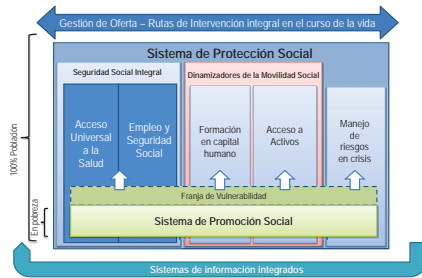 Gestión de Oferta – Rutas de Intervención integral en el curso de la vida
Sistema de Protección Social
Seguridad Social Integral
Dinamizadores de la Movilidad Social
Acceso
Universal
a la
Salud
Empleo y
Seguridad
Social
Formación
en capital
humano
Acceso a
Activos
Manejo
de
riesgos
en crisis
100% Población
En pobreza
Franja de Vulnerabilidad
Sistema de Promoción Social
Sistemas de información integrados